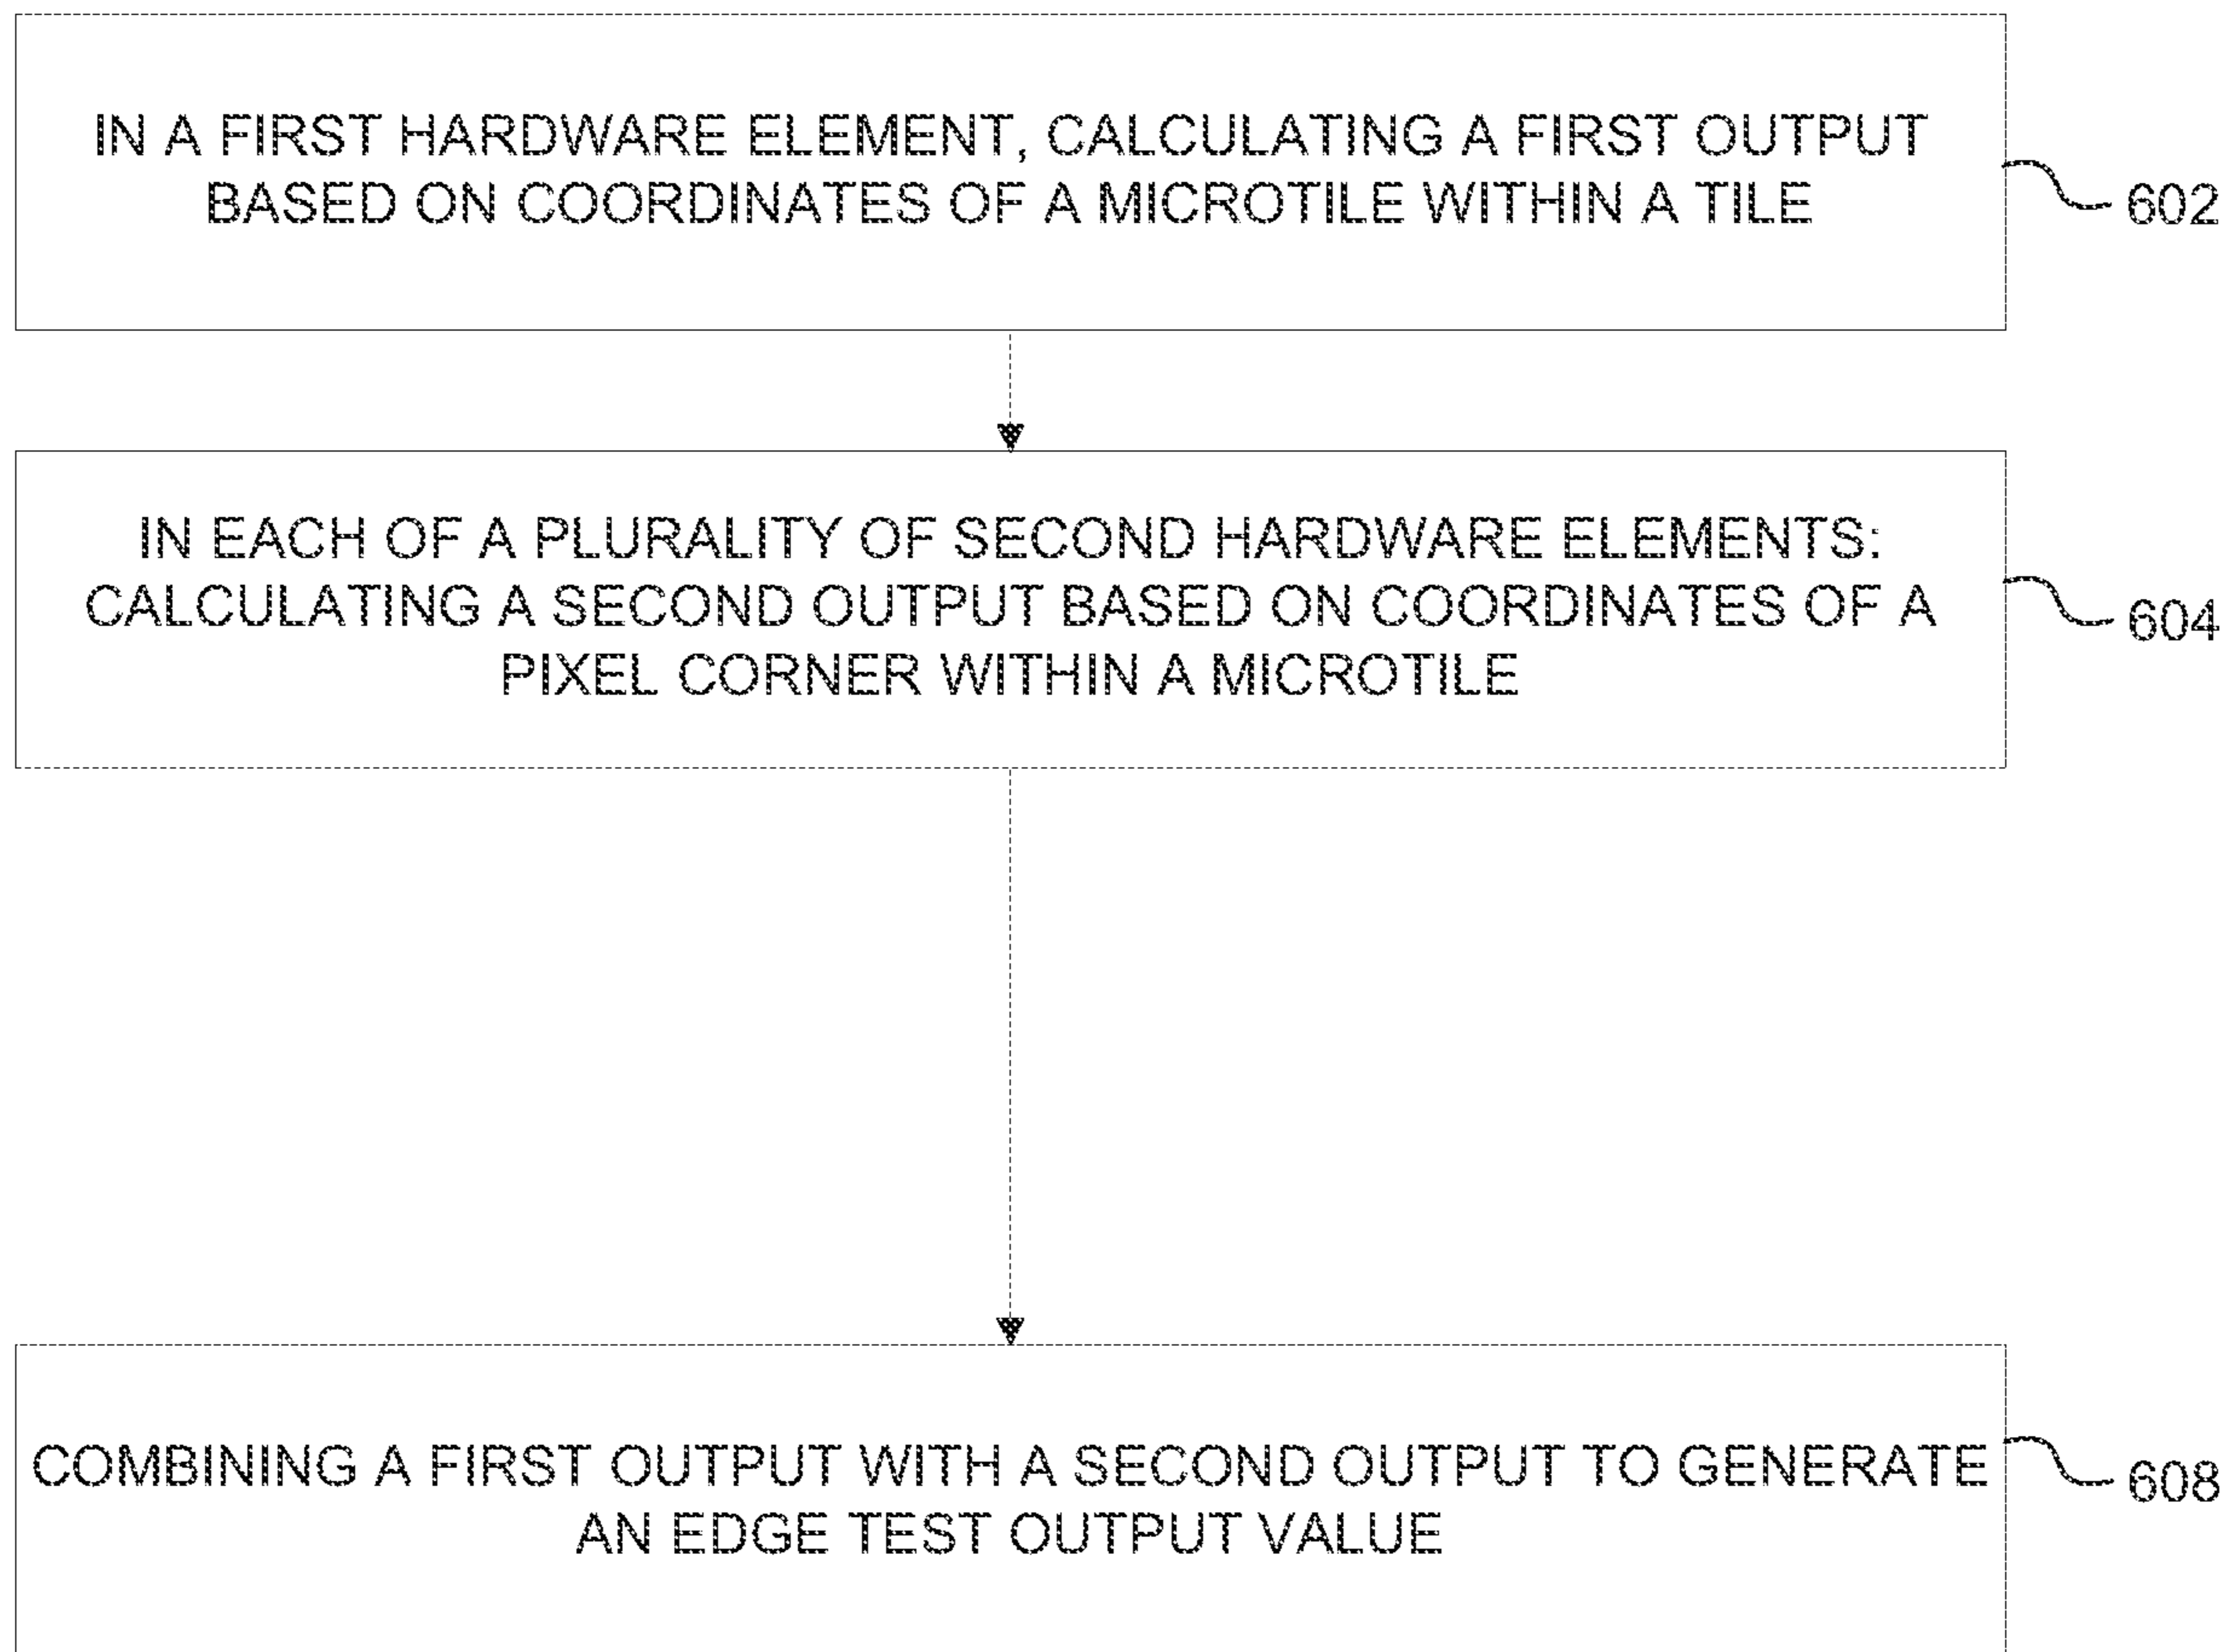 IN A FIRST HARDWARE ELEMENT, CALCULATING A FIRST OUTPUT
BASED ON COORDINATES OF A MICROTILE WITHIN A TILE
602
IN EACH OF A PLURALITY OF SECOND HARDWARE ELEMENTS:
CALCULATING A SECOND OUTPUT BASED ON COORDINATES OF A
PIXEL CORNER WITHIN A MICROTILE
604
COMBINING A FIRST OUTPUT WITH A SECOND OUTPUT TO GENERATE
AN EDGE TEST OUTPUT VALUE
608